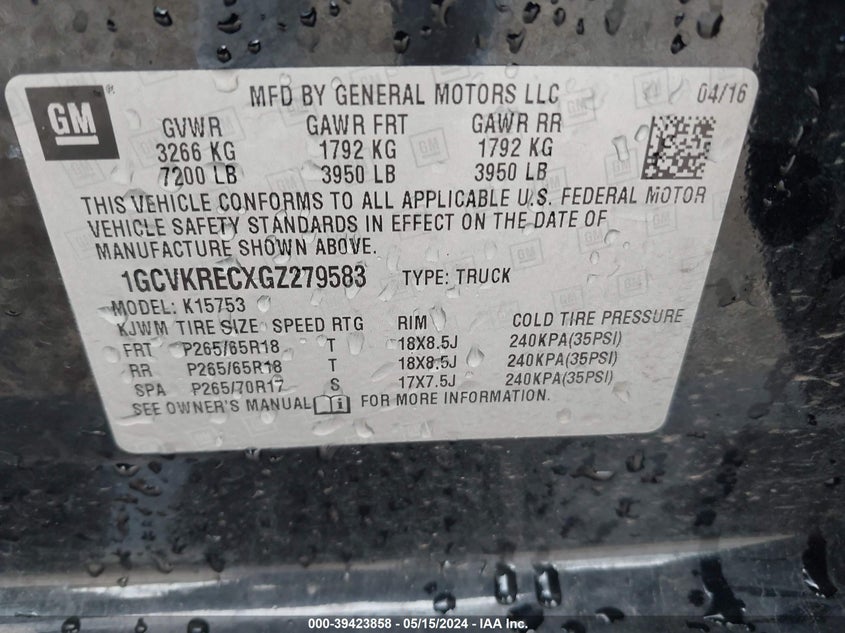 GM
MFD BY GENERAL MOTORS LLC 04/16
GVWR GAWR FRT GAWR RR
3266 KG 1792 KG 1792 KG
7200 LB 3950 LB 3950 LB
THIS VEHICLE CONFORMS TO ALL APPLICABLE U.S. FEDERAL MOTOR
VEHICLE SAFETY STANDARDS IN EFFECT ON THE DATE OF
MANUFACTURE SHOWN ABOVE.
1GCVKRECXGZ279583 TYPE: TRUCK
MODEL: K15753
KJWM TIRE SIZE SPEED RTG RIM COLD TIRE PRESSURE
FRT P265/65R18 T 18X8.5J 240KPA(35PSI)
RR P265/65R18 T 18X8.5J 240KPA(35PSI)
SPA P265/70R17 S 17X7.5J 240KPA(35PSI)
SEE OWNER'S MANUAL FOR MORE INFORMATION.
000-39423858 - 05/15/2024 - IAA Inc.